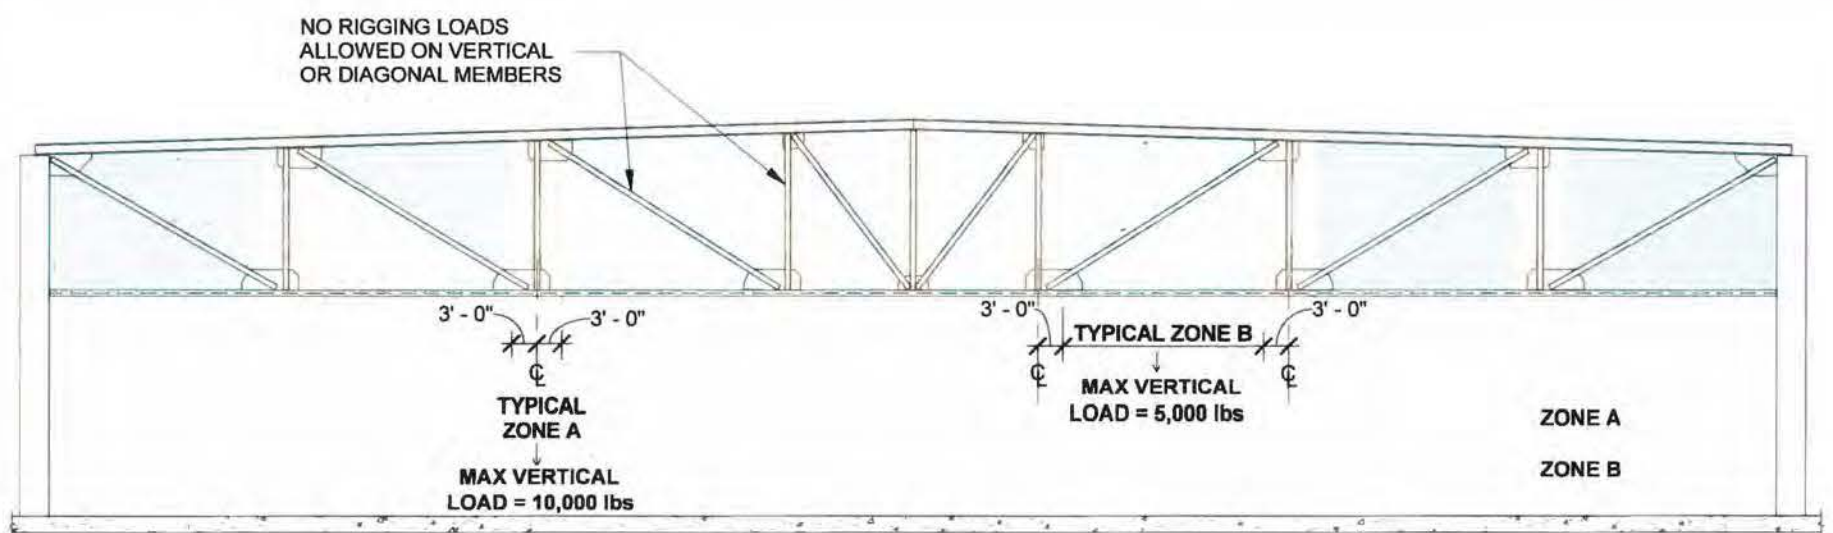 NO RIGGING LOADS
ALLOWED ON VERTICAL
OR DIAGONAL MEMBERS
3' - 0"
3' - 0"
3' - 0"
TYPICAL ZONE B
3' - 0"
℄
℄
℄
MAX VERTICAL
LOAD = 5,000 lbs
TYPICAL
ZONE A
MAX VERTICAL
LOAD = 10,000 lbs
ZONE A
ZONE B